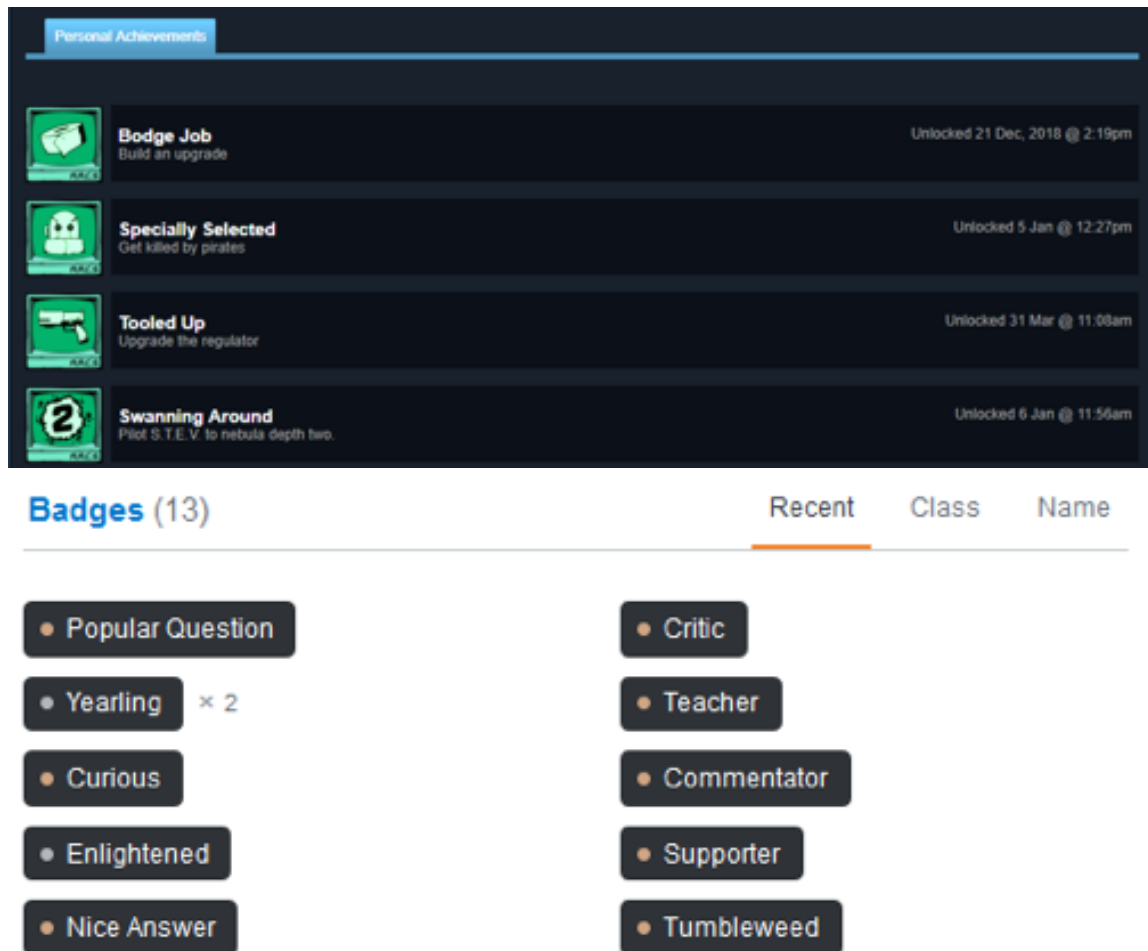 Personal Achievements
Bodge Job
Unlocked 21 Dec, 2018 @ 2:19pm
Build an upgrade
Specially Selected
Unlocked 5 Jan @ 12:27pm
Get killed by pirates
Tooled Up
Unlocked 31 Mar @ 11:08am
Upgrade the regulator
2
Swanning Around
Unlocked 6 Jan @ 11:56am
Pilot S.T.E.V. to nebula depth two.
Badges (13)
Recent Class Name
Popular Question
Critic
Yearling × 2
Teacher
Curious
Commentator
Enlightened
Supporter
Nice Answer
Tumbleweed